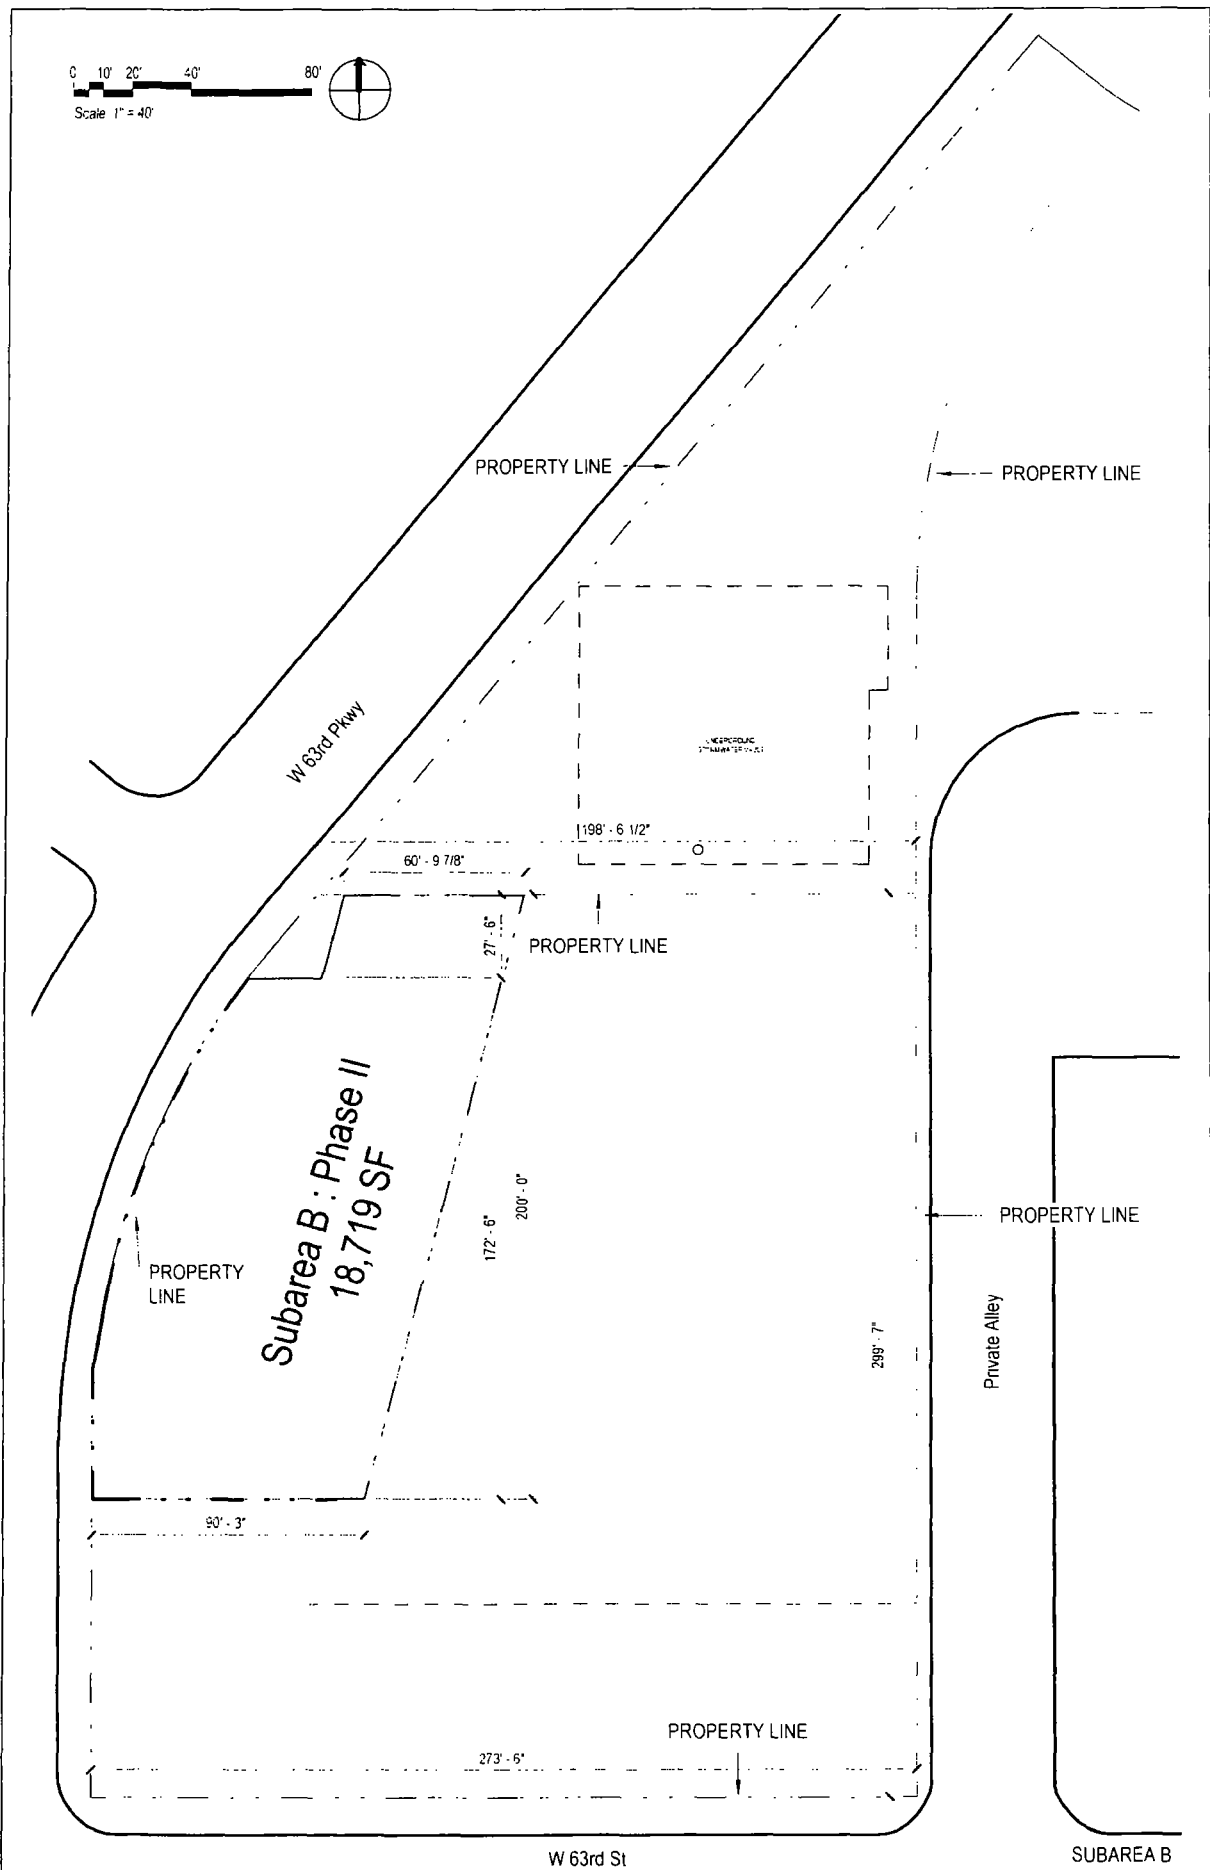 0 10' 20' 40' 80'
Scale 1" = 40'
PROPERTY LINE
PROPERTY LINE
W 63rd Pkwy
UNDERGROUND
198' - 6 1/2"
60' - 9 7/8"
27' - 6"
PROPERTY LINE
Subarea B : Phase II
18,719 SF
172' - 6"
200' - 0"
PROPERTY LINE
PROPERTY
LINE
299' - 7"
Private Alley
90' - 3"
PROPERTY LINE
273' - 6"
W 63rd St
SUBAREA B